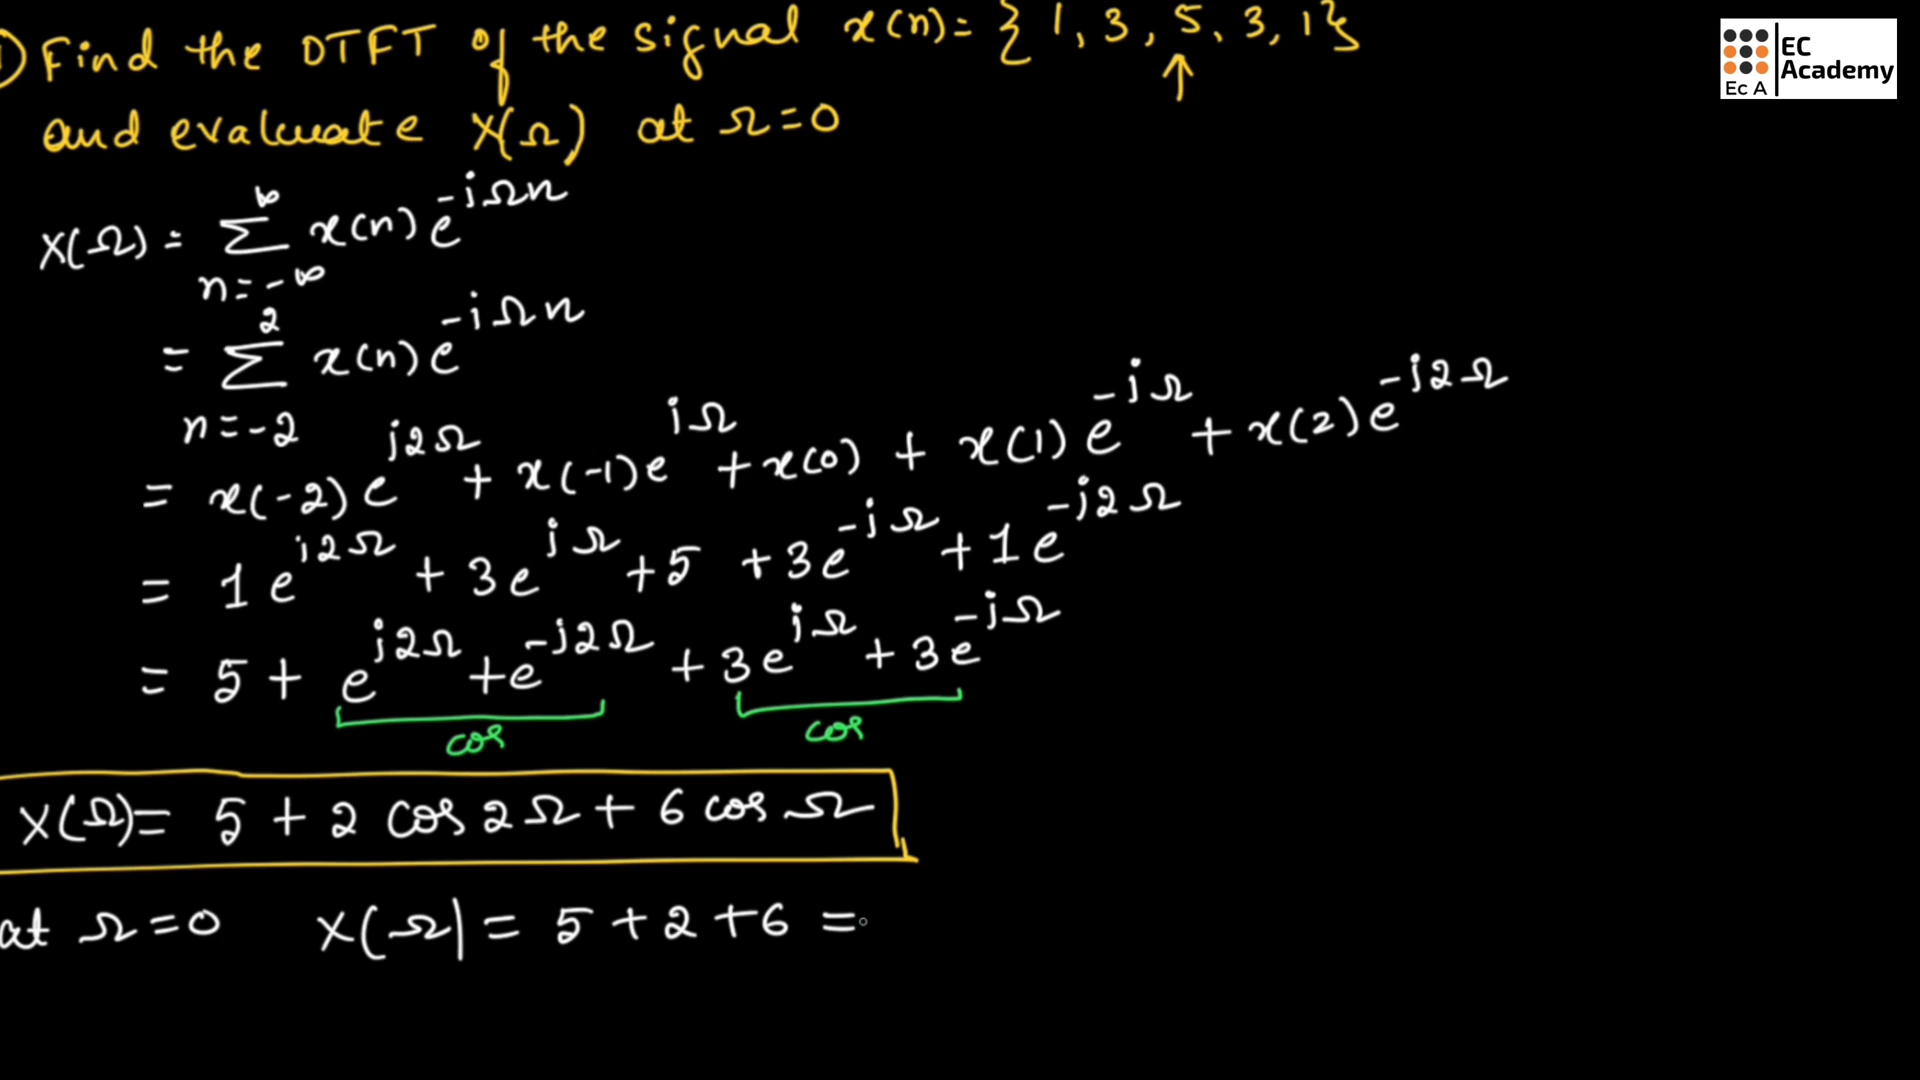 1) Find the DTFT of the signal x(n)= { 1, 3, 5, 3, 1}
↑
and evaluate X(Ω) at Ω=0
X(Ω) = ∑_{n=-∞}^{∞} x(n) e^{-jΩn}
= ∑_{n=-2}^{2} x(n) e^{-jΩn}
= x(-2) e^{j2Ω} + x(-1) e^{jΩ} + x(0) + x(1) e^{-jΩ} + x(2) e^{-j2Ω}
= 1 e^{j2Ω} + 3 e^{jΩ} + 5 + 3 e^{-jΩ} + 1 e^{-j2Ω}
= 5 + e^{j2Ω} + e^{-j2Ω} + 3 e^{jΩ} + 3 e^{-jΩ}
cos cos
X(Ω)= 5 + 2 cos 2Ω + 6 cos Ω
at Ω=0 X(Ω) = 5 + 2 + 6 =
EC
Academy
Ec A